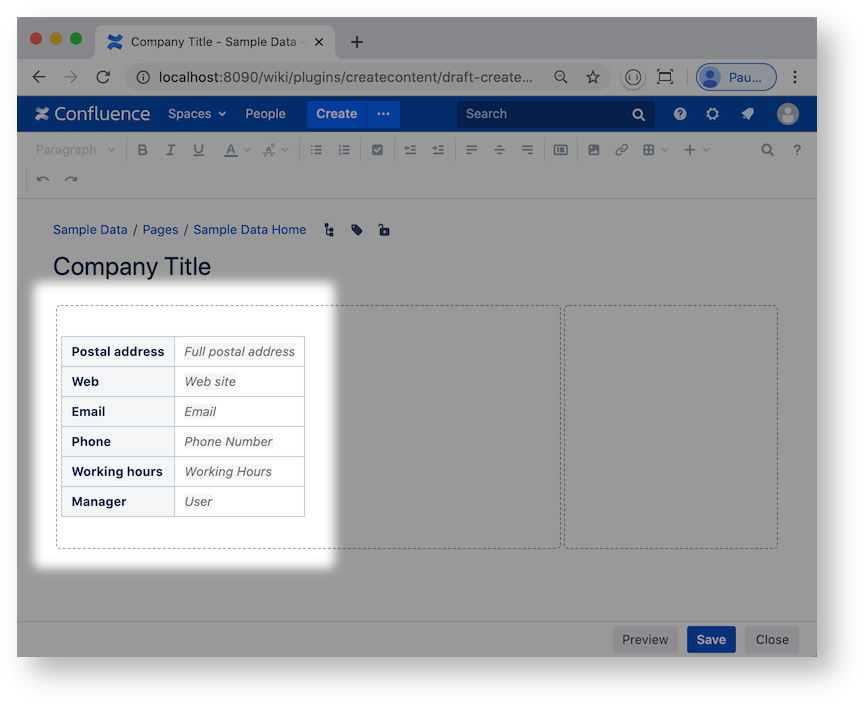 Company Title - Sample Data -
localhost:8090/wiki/plugins/createcontent/draft-create...
Pau...
Confluence Spaces People Create ··· Search
Paragraph B I U A
?
Sample Data / Pages / Sample Data Home
Company Title
Postal address Full postal address
Web Web site
Email Email
Phone Phone Number
Working hours Working Hours
Manager User
Preview Save Close